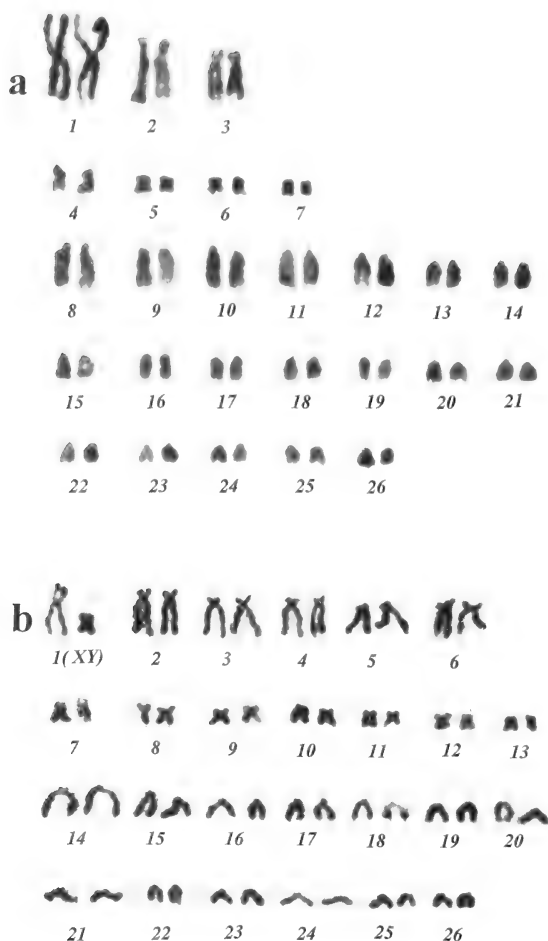 a
1 2 3
4 5 6 7
8 9 10 11 12 13 14
15 16 17 18 19 20 21
22 23 24 25 26
b
1(XY) 2 3 4 5 6
7 8 9 10 11 12 13
14 15 16 17 18 19 20
21 22 23 24 25 26